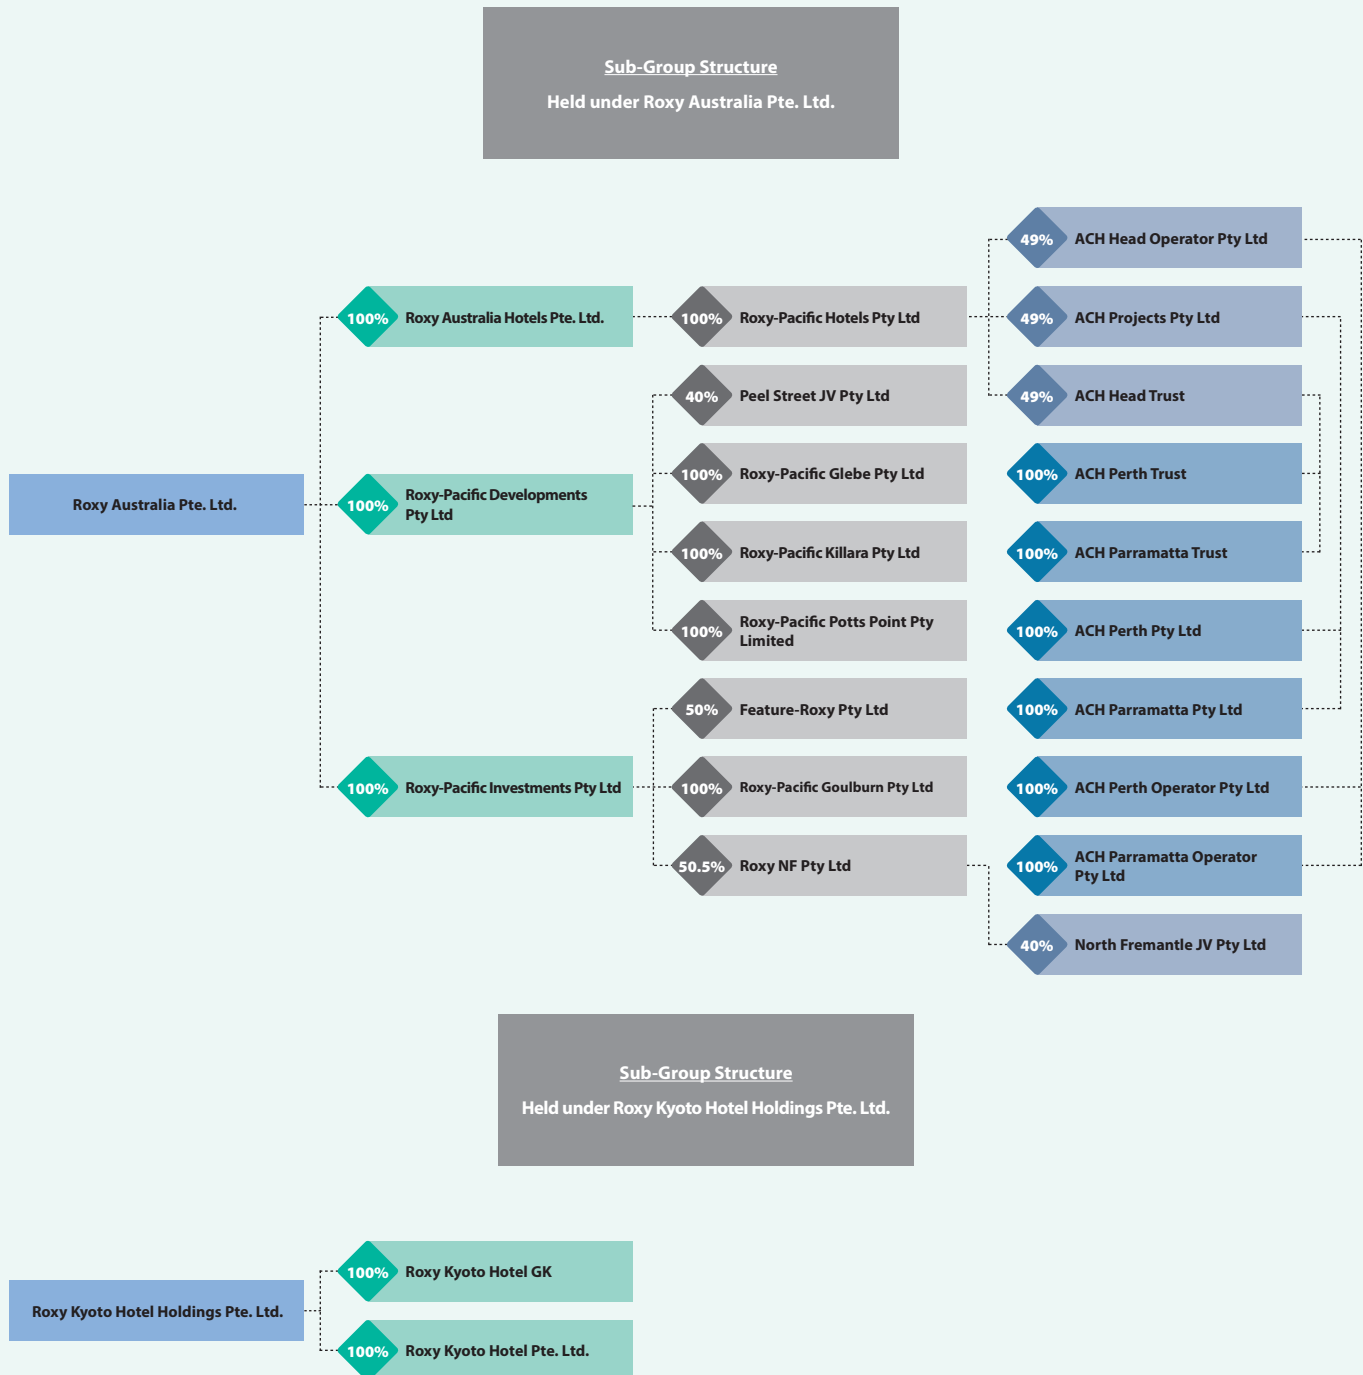 Sub-Group Structure
Held under Roxy Australia Pte. Ltd.
Roxy Australia Pte. Ltd.
100%
Roxy Australia Hotels Pte. Ltd.
100%
Roxy-Pacific Developments
Pty Ltd
100%
Roxy-Pacific Investments Pty Ltd
100%
Roxy-Pacific Hotels Pty Ltd
40%
Peel Street JV Pty Ltd
100%
Roxy-Pacific Glebe Pty Ltd
100%
Roxy-Pacific Killara Pty Ltd
100%
Roxy-Pacific Potts Point Pty
Limited
50%
Feature-Roxy Pty Ltd
100%
Roxy-Pacific Goulburn Pty Ltd
50.5%
Roxy NF Pty Ltd
49%
ACH Head Operator Pty Ltd
49%
ACH Projects Pty Ltd
49%
ACH Head Trust
100%
ACH Perth Trust
100%
ACH Parramatta Trust
100%
ACH Perth Pty Ltd
100%
ACH Parramatta Pty Ltd
100%
ACH Perth Operator Pty Ltd
100%
ACH Parramatta Operator
Pty Ltd
40%
North Fremantle JV Pty Ltd
Sub-Group Structure
Held under Roxy Kyoto Hotel Holdings Pte. Ltd.
Roxy Kyoto Hotel Holdings Pte. Ltd.
100%
Roxy Kyoto Hotel GK
100%
Roxy Kyoto Hotel Pte. Ltd.